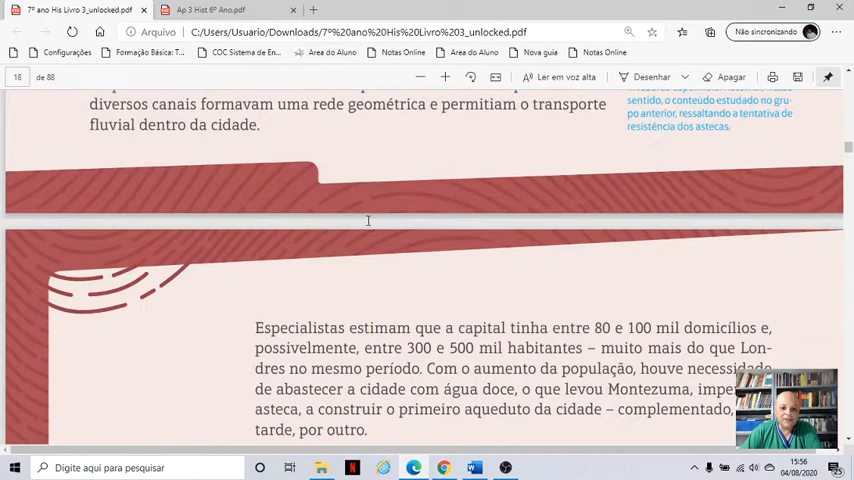 7º ano His Livro 3_unlocked.pdf
Ap 3 Hist 6º Ano.pdf
Arquivo
C:/Users/Usuario/Downloads/7º%20ano%20His%20Livro%203_unlocked.pdf
Não sincronizando
Configurações
Formação Básica: T...
COC Sistema de En...
Area do Aluno
Notas Online
Area do Aluno
Nova guia
Notas Online
18
de 88
Ler em voz alta
Desenhar
Apagar
diversos canais formavam uma rede geométrica e permitiam o transporte
fluvial dentro da cidade.
sentido, o conteúdo estudado no gru-
po anterior, ressaltando a tentativa de
resistência dos astecas.
Especialistas estimam que a capital tinha entre 80 e 100 mil domicílios e,
possivelmente, entre 300 e 500 mil habitantes – muito mais do que Lon-
dres no mesmo período. Com o aumento da população, houve necessidade
de abastecer a cidade com água doce, o que levou Montezuma, impe
asteca, a construir o primeiro aqueduto da cidade – complementado,
tarde, por outro.
Digite aqui para pesquisar
15:56
04/08/2020
25